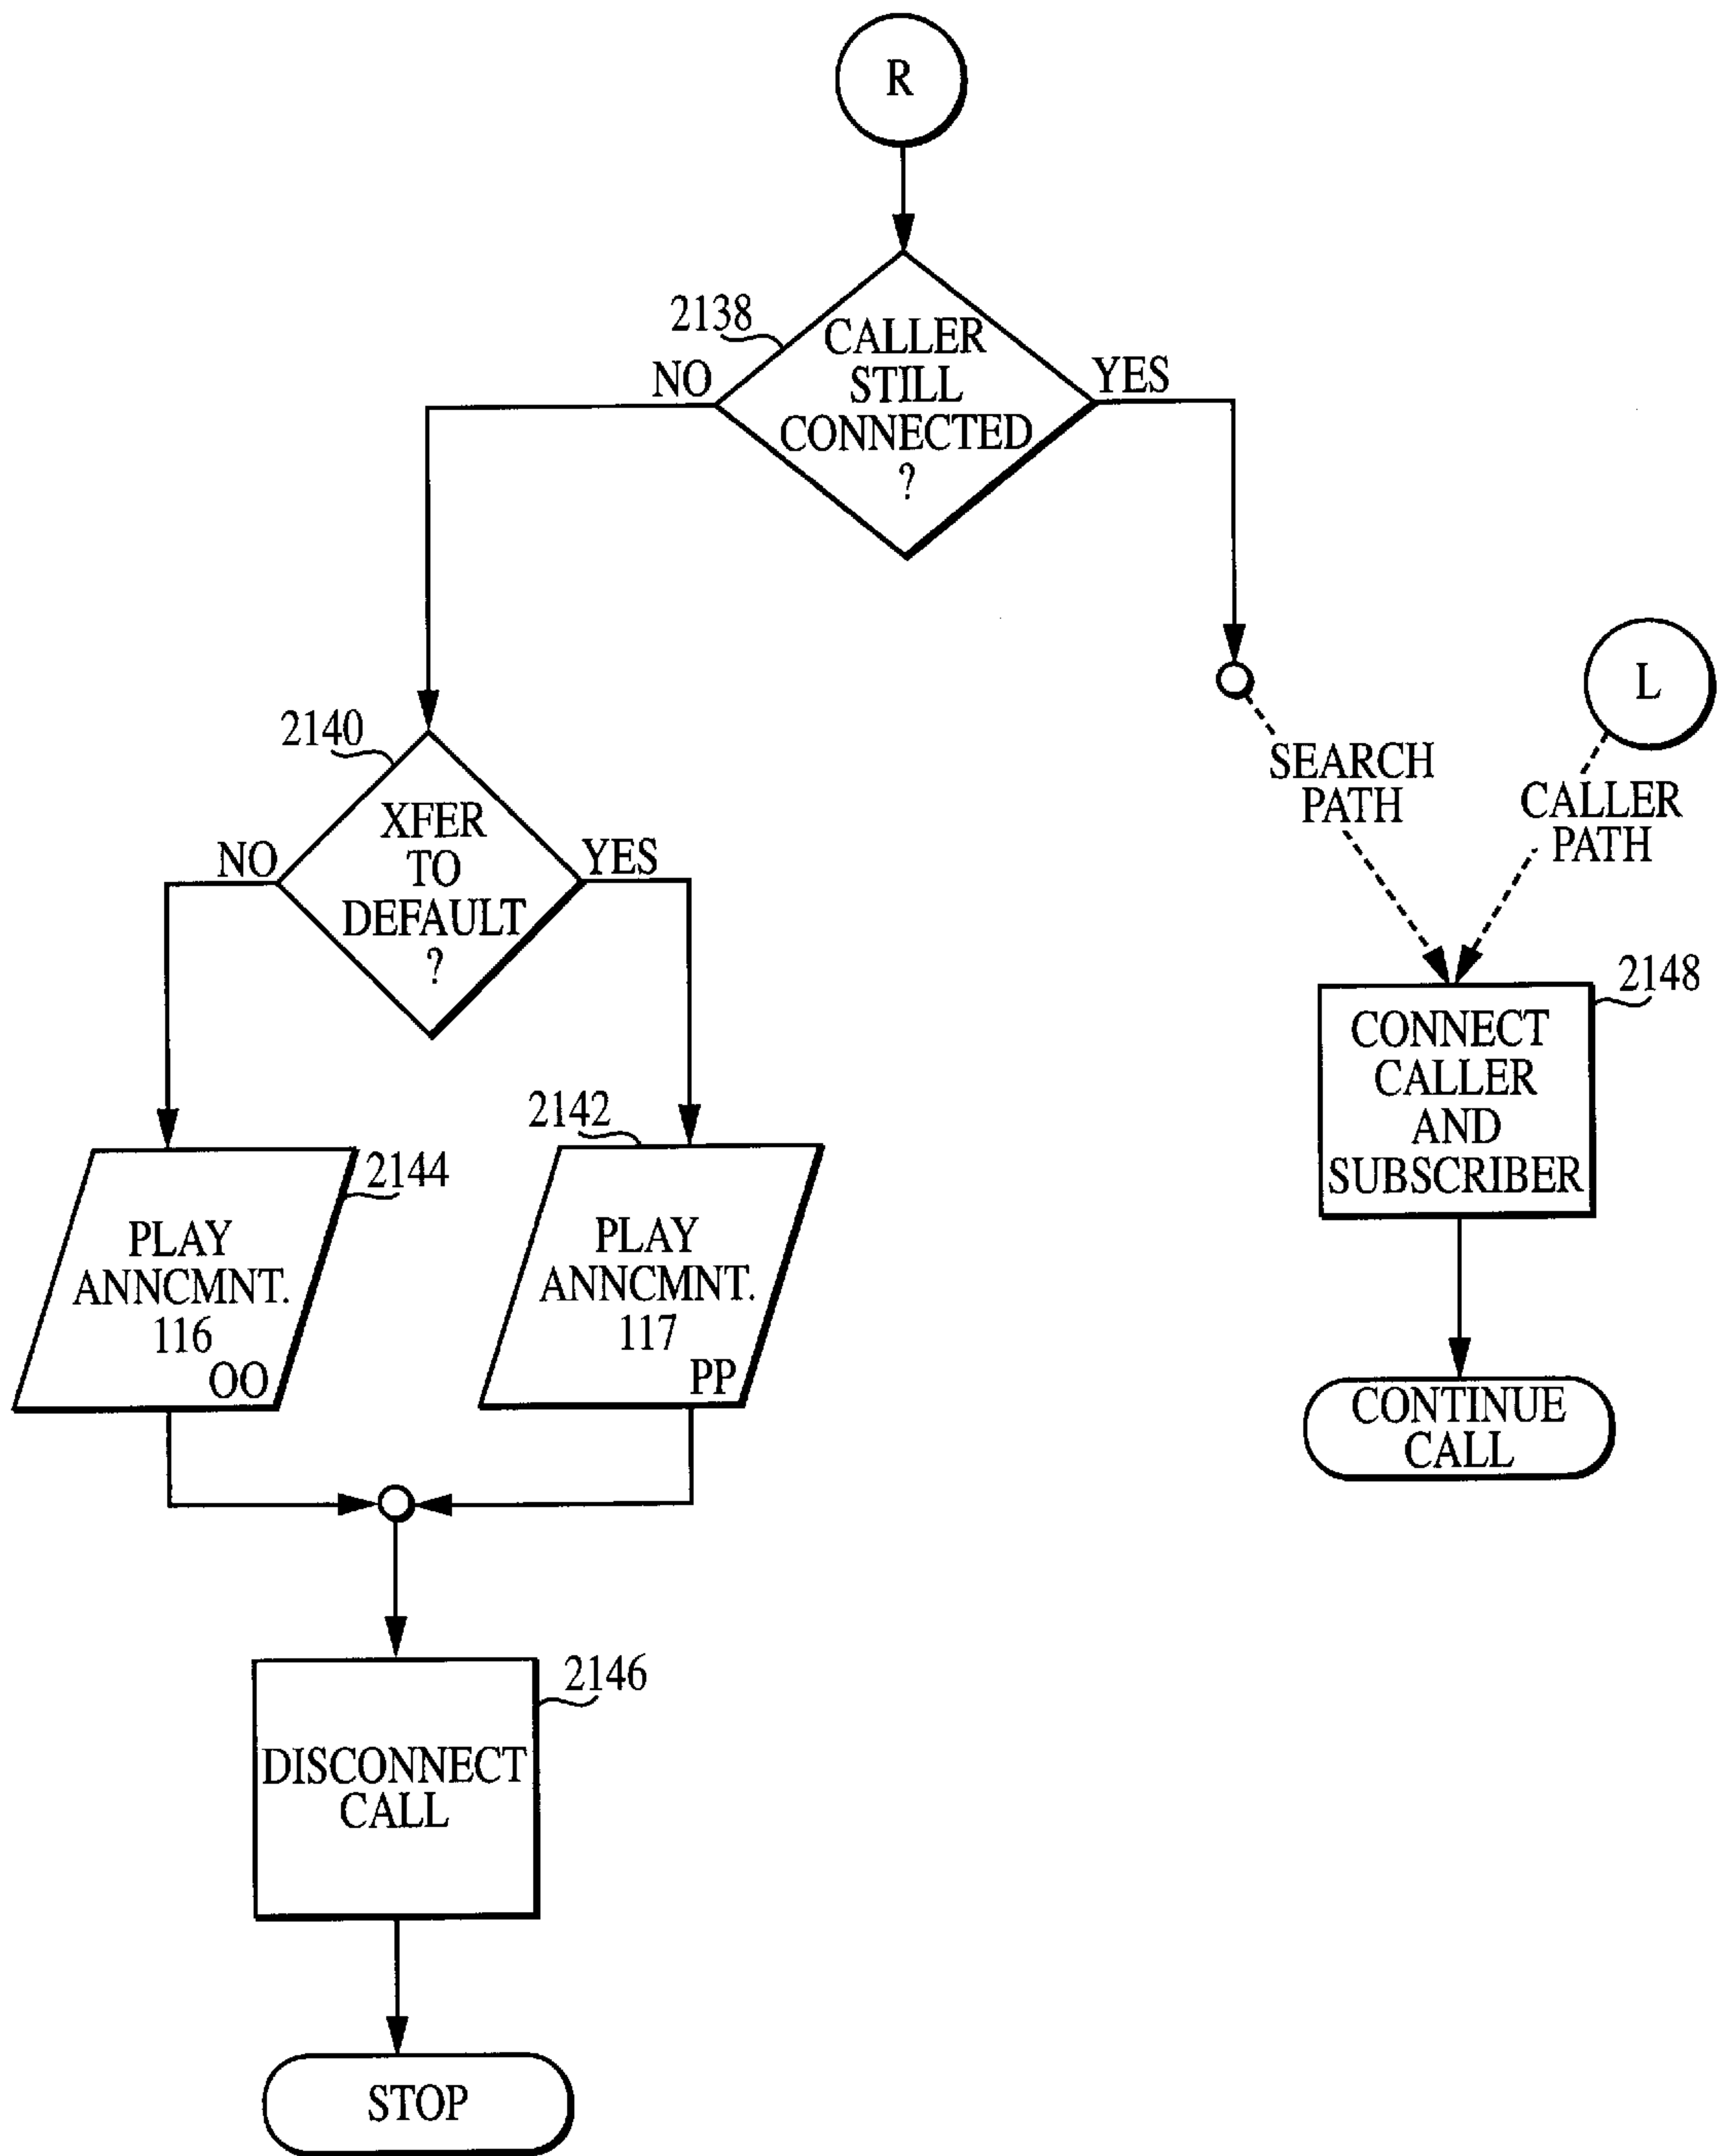 R
2138
CALLER
STILL
CONNECTED
?
NO
YES
L
SEARCH
PATH
CALLER
PATH
2140
XFER
TO
DEFAULT
?
NO
YES
2148
CONNECT
CALLER
AND
SUBSCRIBER
2144
PLAY
ANNCMNT.
116
OO
2142
PLAY
ANNCMNT.
117
PP
CONTINUE
CALL
2146
DISCONNECT
CALL
STOP